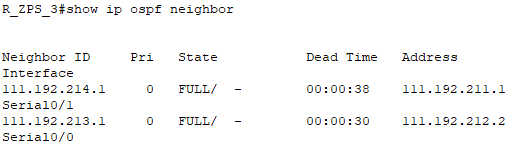 R_ZPS_3#show ip ospf neighbor
Neighbor ID     Pri   State           Dead Time   Address
Interface
111.192.214.1     0   FULL/  -        00:00:38    111.192.211.1
Serial0/1
111.192.213.1     0   FULL/  -        00:00:30    111.192.212.2
Serial0/0